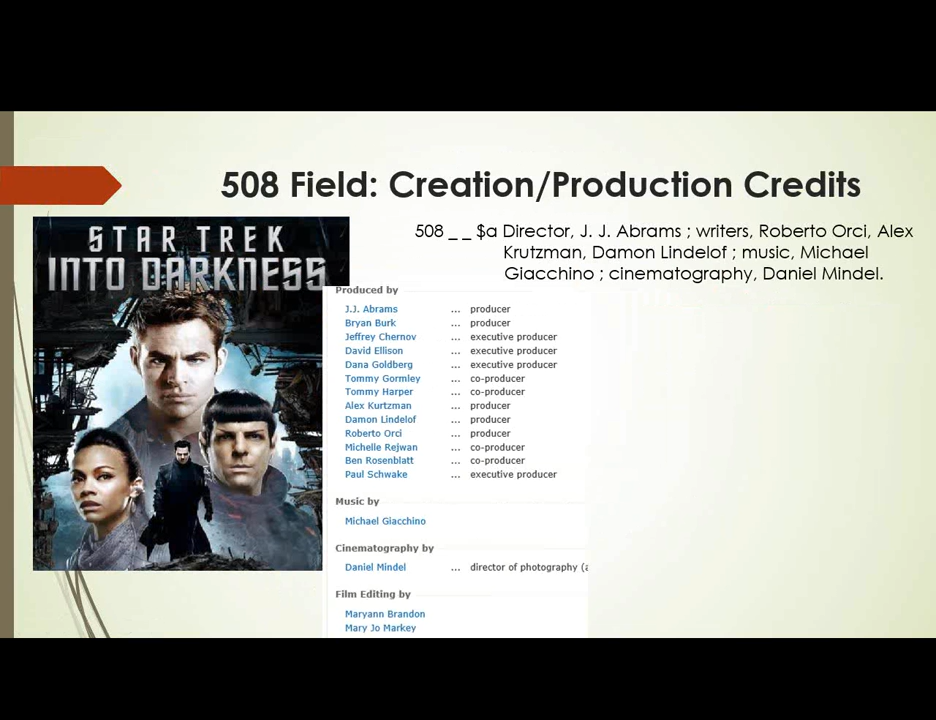 508 Field: Creation/Production Credits
508 _ _ $a Director, J. J. Abrams ; writers, Roberto Orci, Alex
Krutzman, Damon Lindelof ; music, Michael
Giacchino ; cinematography, Daniel Mindel.
STAR TREK
INTO DARKNESS
Produced by
J.J. Abrams ... producer
Bryan Burk ... producer
Jeffrey Chernov ... executive producer
David Ellison ... executive producer
Dana Goldberg ... executive producer
Tommy Gormley ... co-producer
Tommy Harper ... co-producer
Alex Kurtzman ... producer
Damon Lindelof ... producer
Roberto Orci ... producer
Michelle Rejwan ... co-producer
Ben Rosenblatt ... co-producer
Paul Schwake ... executive producer
Music by
Michael Giacchino
Cinematography by
Daniel Mindel ... director of photography (a
Film Editing by
Maryann Brandon
Mary Jo Markey